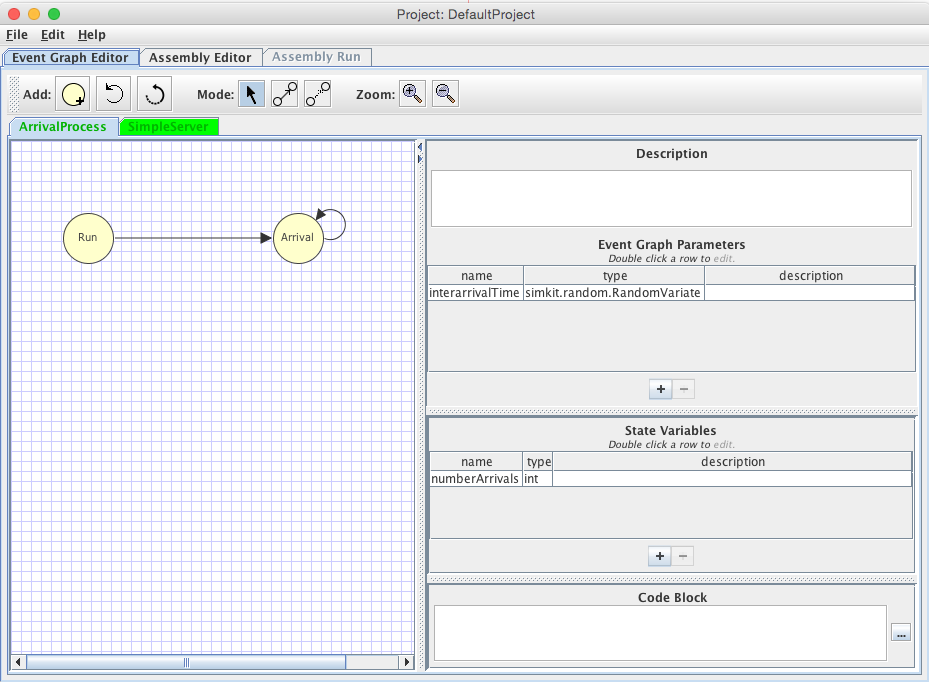 Project: DefaultProject
File Edit Help
Event Graph Editor Assembly Editor Assembly Run
Add: Mode: Zoom:
ArrivalProcess SimpleServer
Run
Arrival
Description
Event Graph Parameters
Double click a row to edit.
name type description
interarrivalTime simkit.random.RandomVariate
+ −
State Variables
Double click a row to edit.
name type description
numberArrivals int
+ −
Code Block
...